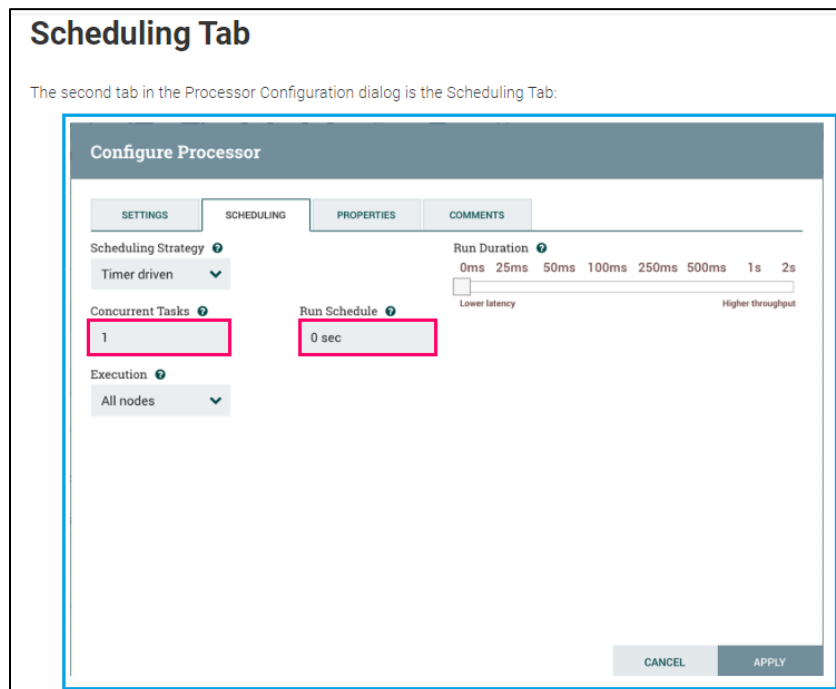 Scheduling Tab
The second tab in the Processor Configuration dialog is the Scheduling Tab:
Configure Processor
SETTINGS SCHEDULING PROPERTIES COMMENTS
Scheduling Strategy Run Duration
Timer driven 0ms 25ms 50ms 100ms 250ms 500ms 1s 2s
Lower latency Higher throughput
Concurrent Tasks Run Schedule
1 0 sec
Execution
All nodes
CANCEL APPLY